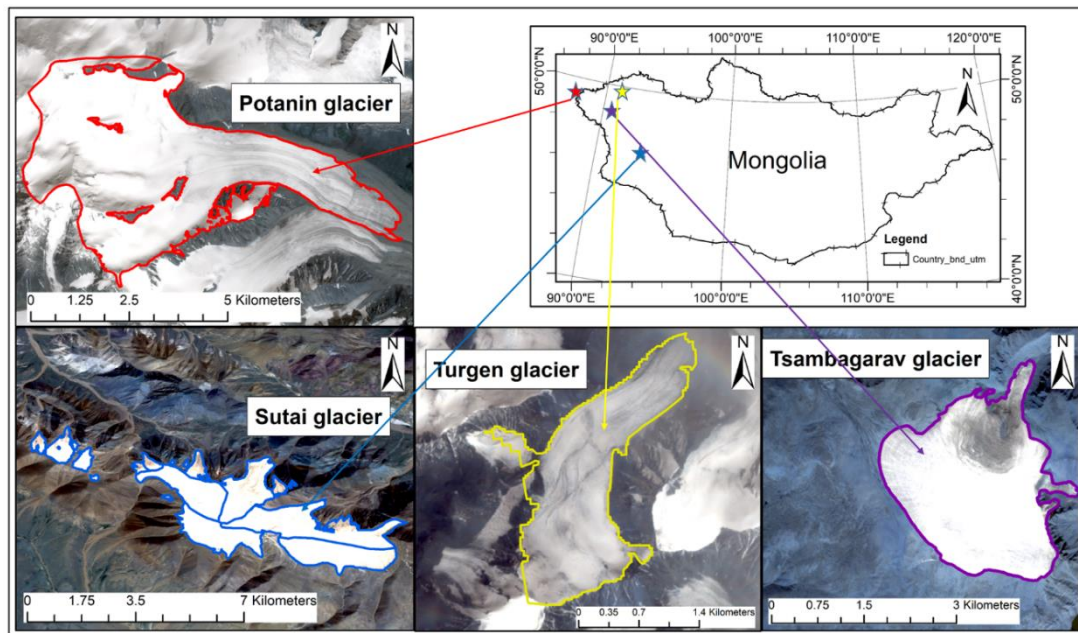 N
Potanin glacier
0 1.25 2.5 5 Kilometers
90°0'0"E 100°0'0"E 110°0'0"E 120°0'0"E
50°0'0"N
50°0'0"N
N
Mongolia
Legend
Country_bnd_utm
40°0'0"N
90°0'0"E 100°0'0"E 110°0'0"E
N
Sutai glacier
0 1.75 3.5 7 Kilometers
N
Turgen glacier
0 0.35 0.7 1.4 Kilometers
N
Tsambagarav glacier
0 0.75 1.5 3 Kilometers